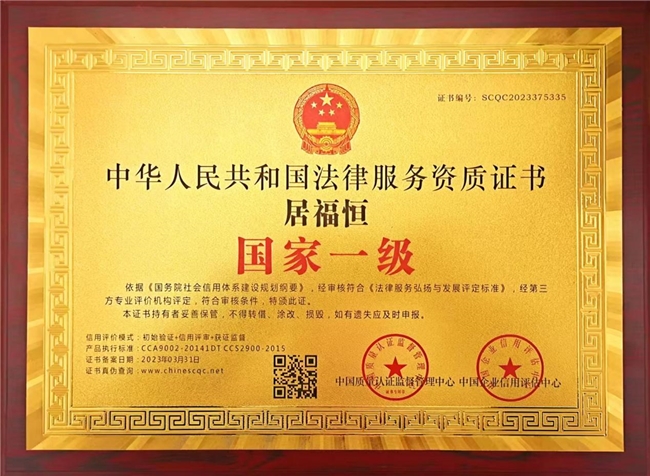 证书编号：SCQC2023375335
中华人民共和国法律服务资质证书
居福恒
国家一级
依据《国务院社会信用体系建设规划纲要》，经审核符合《法律服务弘扬与发展评定标准》，经第三
方专业评价机构评定，符合审核条件，特颁此证。
本证书持有者妥善保管，不得转借、涂改、损毁，如有遗失应及时申报。
信用评价模式：初始验证+信用评审+获证监督
产品执行标准：CCA9002-20141DTCCS2900-2015
证书备案日期：2023年03月31日
证书真伪查询：www.chinescqc.net
中国质量认证监督管理中心 中国企业信用评估中心